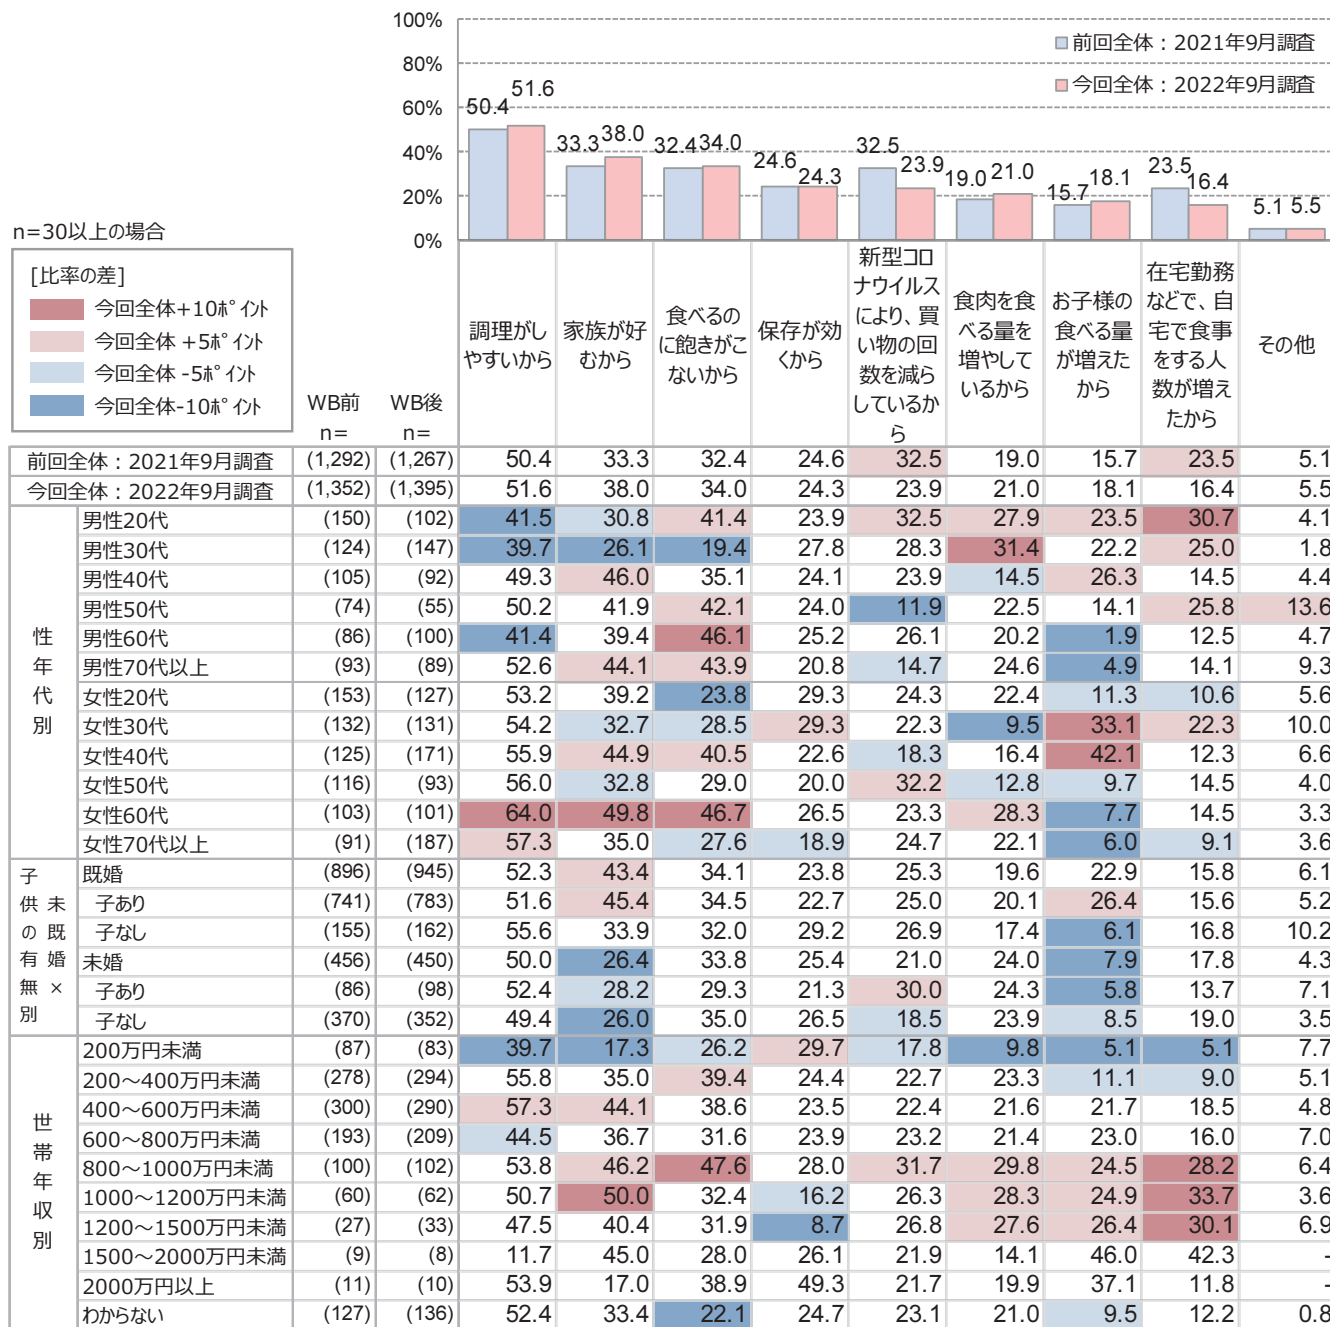 100%
80%
60%
40%
20%
0%
前回全体：2021年9月調査
今回全体：2022年9月調査
50.4 51.6
33.3 38.0
32.4 34.0
24.6 24.3
32.5 23.9
19.0 21.0
15.7 18.1
23.5 16.4
5.1 5.5
n=30以上の場合
[比率の差]
今回全体+10ﾎﾟｲﾝﾄ
今回全体 +5ﾎﾟｲﾝﾄ
今回全体 -5ﾎﾟｲﾝﾄ
今回全体-10ﾎﾟｲﾝﾄ
WB前
n=
WB後
n=
調理がし
やすいから
家族が好
むから
食べるの
に飽きがこ
ないから
保存が効
くから
新型コロ
ナウイルス
により、買
い物の回
数を減ら
しているか
ら
食肉を食
べる量を
増やして
いるから
お子様の
食べる量
が増えた
から
在宅勤務
などで、自
宅で食事
をする人
数が増え
たから
その他
前回全体：2021年9月調査 (1,292) (1,267) 50.4 33.3 32.4 24.6 32.5 19.0 15.7 23.5 5.1
今回全体：2022年9月調査 (1,352) (1,395) 51.6 38.0 34.0 24.3 23.9 21.0 18.1 16.4 5.5
性年代別
男性20代 (150) (102) 41.5 30.8 41.4 23.9 32.5 27.9 23.5 30.7 4.1
男性30代 (124) (147) 39.7 26.1 19.4 27.8 28.3 31.4 22.2 25.0 1.8
男性40代 (105) (92) 49.3 46.0 35.1 24.1 23.9 14.5 26.3 14.5 4.4
男性50代 (74) (55) 50.2 41.9 42.1 24.0 11.9 22.5 14.1 25.8 13.6
男性60代 (86) (100) 41.4 39.4 46.1 25.2 26.1 20.2 1.9 12.5 4.7
男性70代以上 (93) (89) 52.6 44.1 43.9 20.8 14.7 24.6 4.9 14.1 9.3
女性20代 (153) (127) 53.2 39.2 23.8 29.3 24.3 22.4 11.3 10.6 5.6
女性30代 (132) (131) 54.2 32.7 28.5 29.3 22.3 9.5 33.1 22.3 10.0
女性40代 (125) (171) 55.9 44.9 40.5 22.6 18.3 16.4 42.1 12.3 6.6
女性50代 (116) (93) 56.0 32.8 29.0 20.0 32.2 12.8 9.7 14.5 4.0
女性60代 (103) (101) 64.0 49.8 46.7 26.5 23.3 28.3 7.7 14.5 3.3
女性70代以上 (91) (187) 57.3 35.0 27.6 18.9 24.7 22.1 6.0 9.1 3.6
未既婚×
子供の有無別
既婚 (896) (945) 52.3 43.4 34.1 23.8 25.3 19.6 22.9 15.8 6.1
子あり (741) (783) 51.6 45.4 34.5 22.7 25.0 20.1 26.4 15.6 5.2
子なし (155) (162) 55.6 33.9 32.0 29.2 26.9 17.4 6.1 16.8 10.2
未婚 (456) (450) 50.0 26.4 33.8 25.4 21.0 24.0 7.9 17.8 4.3
子あり (86) (98) 52.4 28.2 29.3 21.3 30.0 24.3 5.8 13.7 7.1
子なし (370) (352) 49.4 26.0 35.0 26.5 18.5 23.9 8.5 19.0 3.5
世帯年収別
200万円未満 (87) (83) 39.7 17.3 26.2 29.7 17.8 9.8 5.1 5.1 7.7
200～400万円未満 (278) (294) 55.8 35.0 39.4 24.4 22.7 23.3 11.1 9.0 5.1
400～600万円未満 (300) (290) 57.3 44.1 38.6 23.5 22.4 21.6 21.7 18.5 4.8
600～800万円未満 (193) (209) 44.5 36.7 31.6 23.9 23.2 21.4 23.0 16.0 7.0
800～1000万円未満 (100) (102) 53.8 46.2 47.6 28.0 31.7 29.8 24.5 28.2 6.4
1000～1200万円未満 (60) (62) 50.7 50.0 32.4 16.2 26.3 28.3 24.9 33.7 3.6
1200～1500万円未満 (27) (33) 47.5 40.4 31.9 8.7 26.8 27.6 26.4 30.1 6.9
1500～2000万円未満 (9) (8) 11.7 45.0 28.0 26.1 21.9 14.1 46.0 42.3 -
2000万円以上 (11) (10) 53.9 17.0 38.9 49.3 21.7 19.9 37.1 11.8 -
わからない (127) (136) 52.4 33.4 22.1 24.7 23.1 21.0 9.5 12.2 0.8